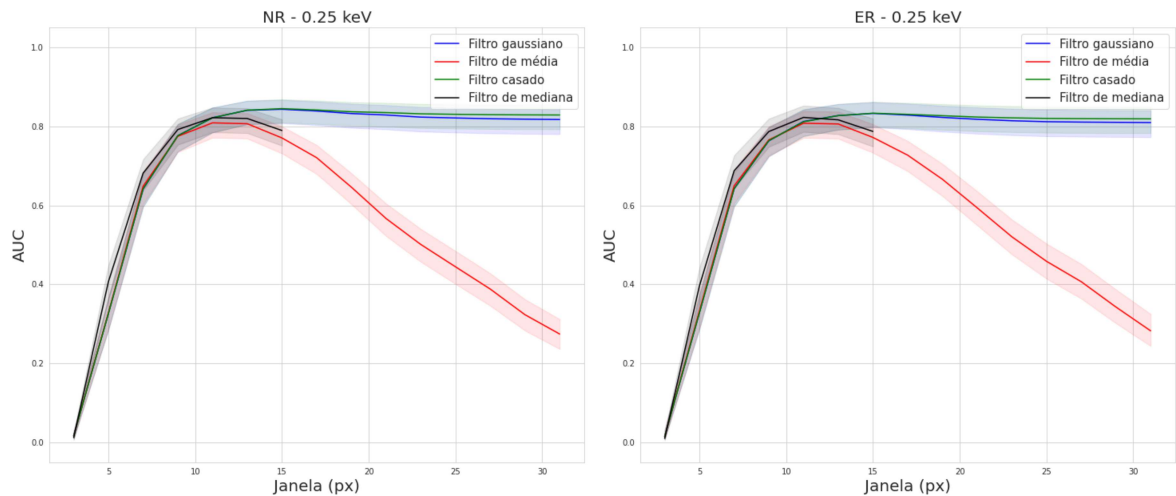 NR - 0.25 keV
AUC
1.0
0.8
0.6
0.4
0.2
0.0
Filtro gaussiano
Filtro de média
Filtro casado
Filtro de mediana
5 10 15 20 25 30
Janela (px)
ER - 0.25 keV
AUC
1.0
0.8
0.6
0.4
0.2
0.0
Filtro gaussiano
Filtro de média
Filtro casado
Filtro de mediana
5 10 15 20 25 30
Janela (px)